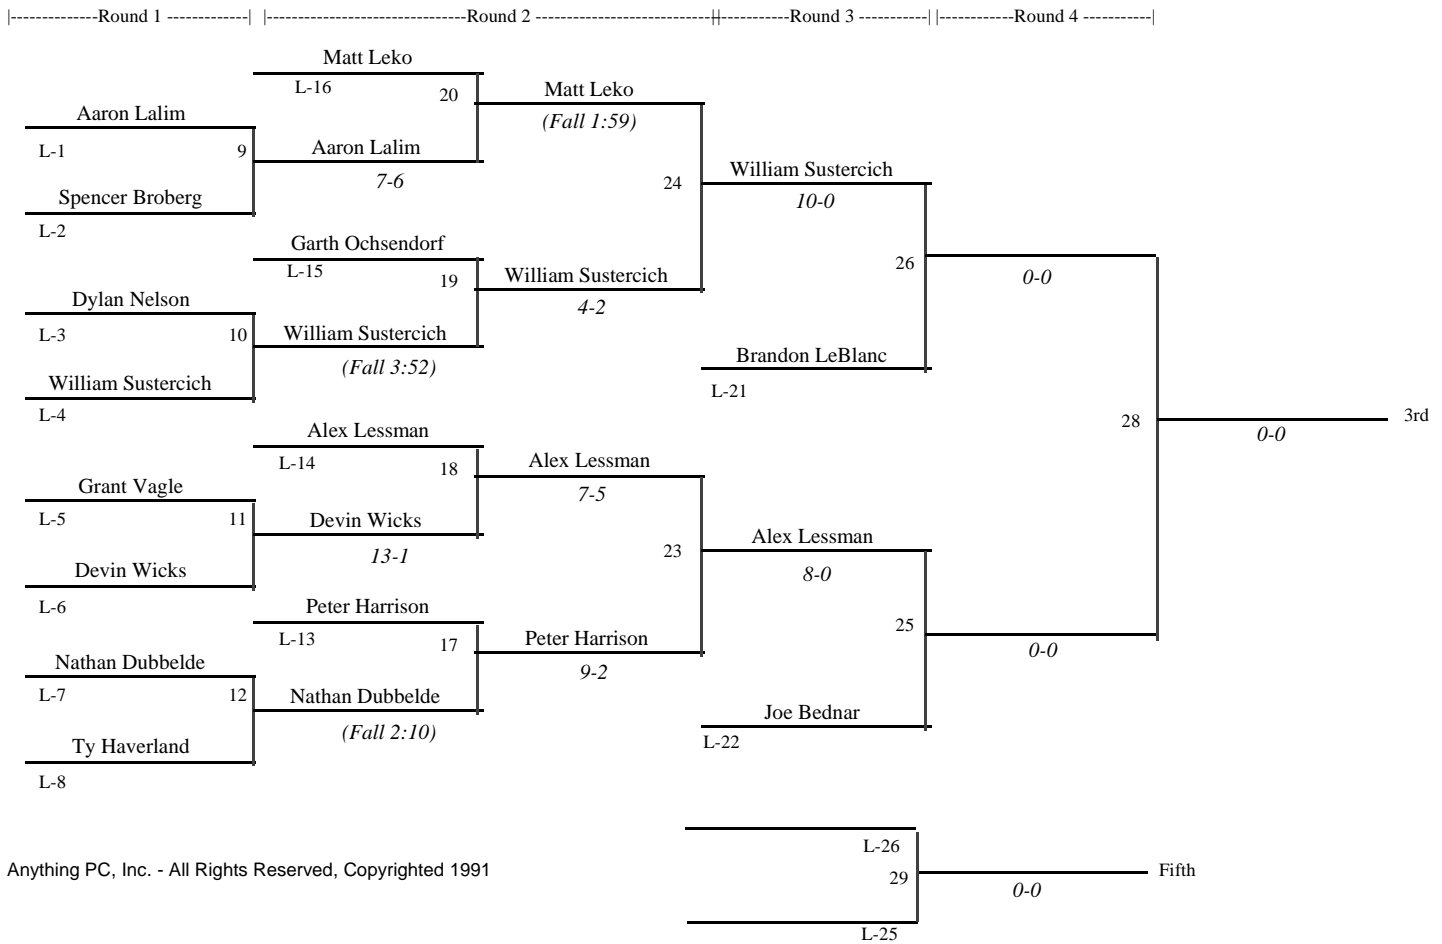 |-------------Round 1 ------------| |------------------------------Round 2 ---------------------------||-----------Round 3 -----------| |------------Round 4 -----------|
Matt Leko
L-16
20
Matt Leko
(Fall 1:59)
Aaron Lalim
L-1
9
Aaron Lalim
7-6
Spencer Broberg
L-2
24
William Sustercich
10-0
Garth Ochsendorf
L-15
19
William Sustercich
4-2
26
0-0
Dylan Nelson
L-3
10
William Sustercich
(Fall 3:52)
William Sustercich
L-4
Brandon LeBlanc
L-21
28
3rd
0-0
Alex Lessman
L-14
18
Alex Lessman
7-5
Grant Vagle
L-5
11
Devin Wicks
13-1
Devin Wicks
L-6
23
Alex Lessman
8-0
Peter Harrison
L-13
17
Peter Harrison
9-2
25
0-0
Nathan Dubbelde
L-7
12
Nathan Dubbelde
(Fall 2:10)
Ty Haverland
L-8
Joe Bednar
L-22
L-26
29
Fifth
0-0
L-25
Anything PC, Inc. - All Rights Reserved, Copyrighted 1991